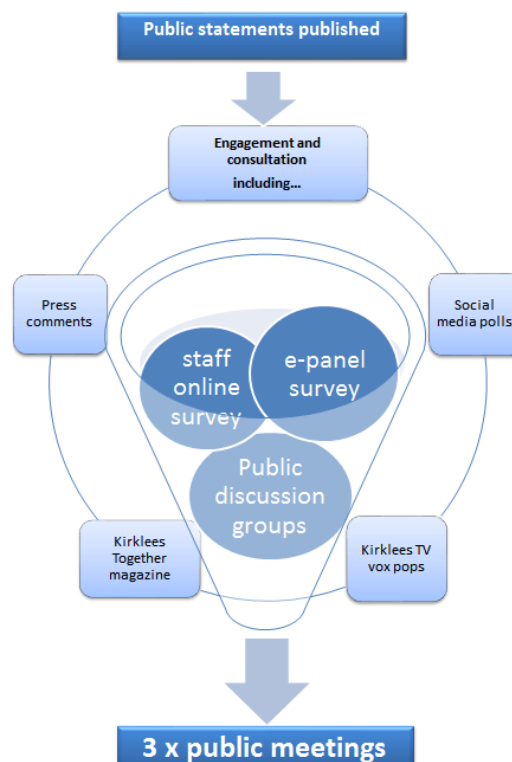 Public statements published
Engagement and
consultation
including…
Press
comments
Social
media polls
staff
online
survey
e-panel
survey
Public
discussion
groups
Kirklees
Together
magazine
Kirklees TV
vox pops
3 x public meetings